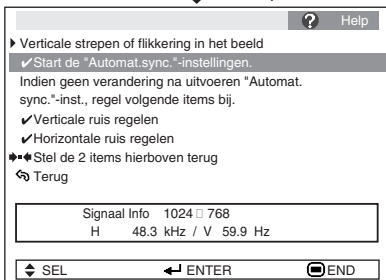 ? Help
Verticale strepen of flikkering in het beeld
✔Start de "Automat.sync."-instellingen.
Indien geen verandering na uitvoeren "Automat.
sync."-inst., regel volgende items bij.
✔Verticale ruis regelen
✔Horizontale ruis regelen
Stel de 2 items hierboven terug
Terug
Signaal Info 1024 □ 768
H 48.3 kHz / V 59.9 Hz
SEL ENTER END